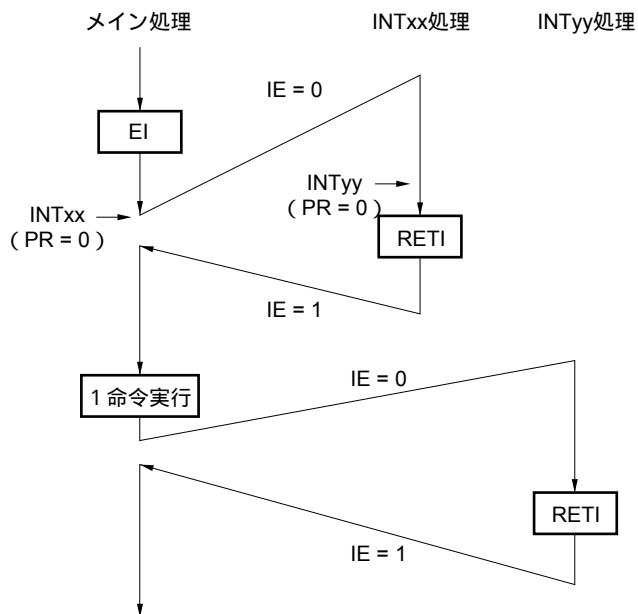 メイン処理 INTxx処理 INTyy処理
IE = 0
EI
INTyy
INTxx
( PR = 0 )
( PR = 0 )
RETI
IE = 1
IE = 0
1 命令実行
RETI
IE = 1